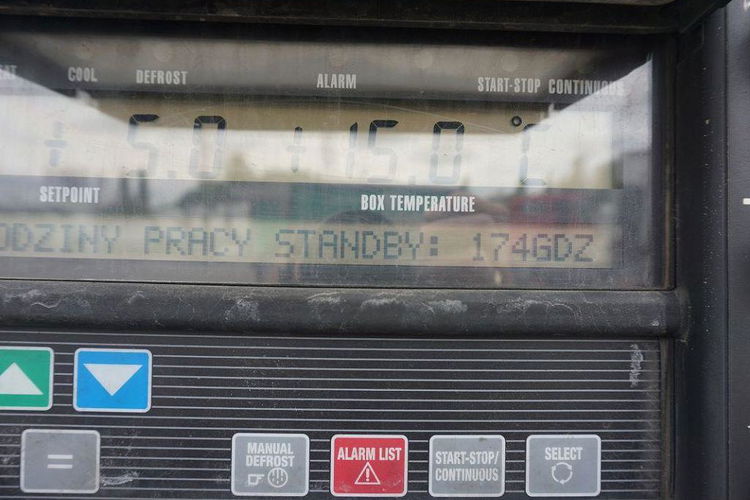 COOL DEFROST ALARM START-STOP CONTINUOUS
+ 5.0 + 15.0 °C
SETPOINT BOX TEMPERATURE
ODZINY PRACY STANDBY: 174GDZ
=
MANUAL DEFROST
ALARM LIST
START-STOP/
CONTINUOUS
SELECT